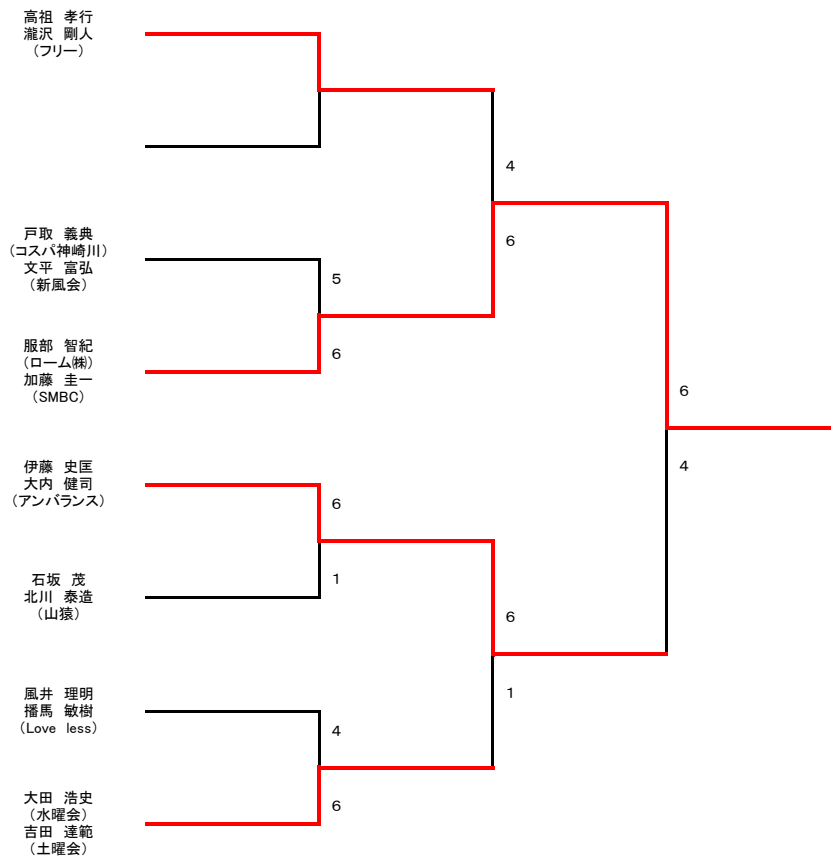 高祖　孝行
瀧沢　剛人
（フリー）
4
戸取　義典
（コスパ神崎川）
文平　富弘
（新風会）
6
5
服部　智紀
（ローム㈱）
加藤　圭一
（SMBC）
6
6
伊藤　史匡
大内　健司
（アンバランス）
4
6
石坂　茂
北川　泰造
（山猿）
1
6
風井　理明
播馬　敏樹
（Love　less）
1
4
大田　浩史
（水曜会）
吉田　達範
（土曜会）
6